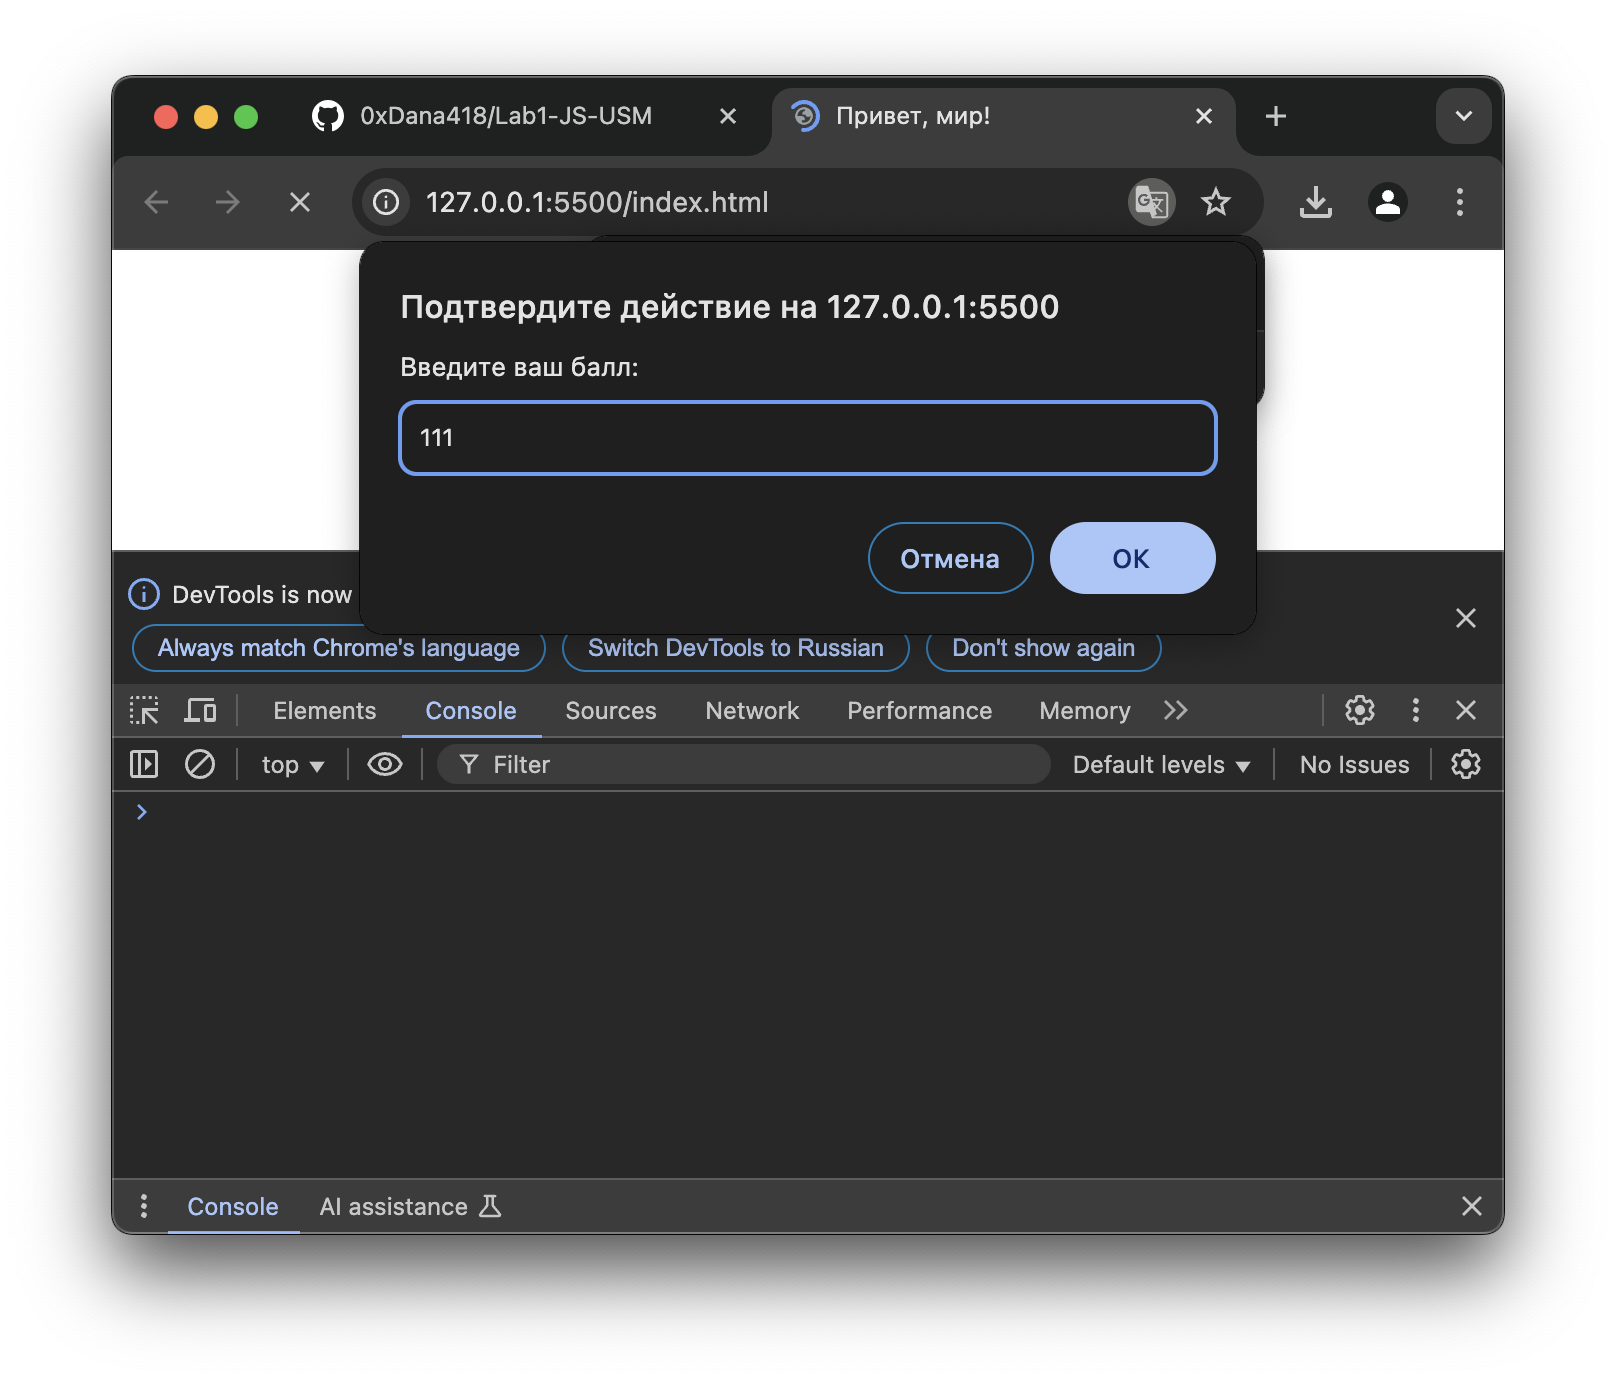 0xDana418/Lab1-JS-USM
Привет, мир!
127.0.0.1:5500/index.html
Подтвердите действие на 127.0.0.1:5500
Введите ваш балл:
111
Отмена
ОК
DevTools is now
Always match Chrome's language
Switch DevTools to Russian
Don't show again
Elements
Console
Sources
Network
Performance
Memory
top
Filter
Default levels
No Issues
Console
AI assistance